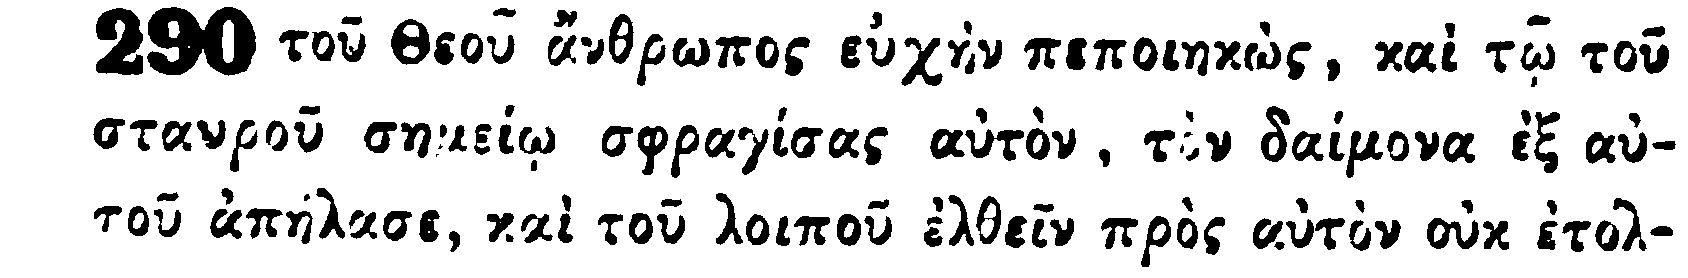 290 τοῦ Θεοῦ ἄνθρωπος εὐχὴν πεποιηκὼς, καὶ τῷ τοῦ
σταυροῦ σημείῳ σφραγίσας αὐτὸν, τὸν δαίμονα ἐξ αὐ-
τοῦ ἀπήλασε, καὶ τοῦ λοιποῦ ἐλθεῖν πρὸς αὐτὸν οὐκ ἐτολ-